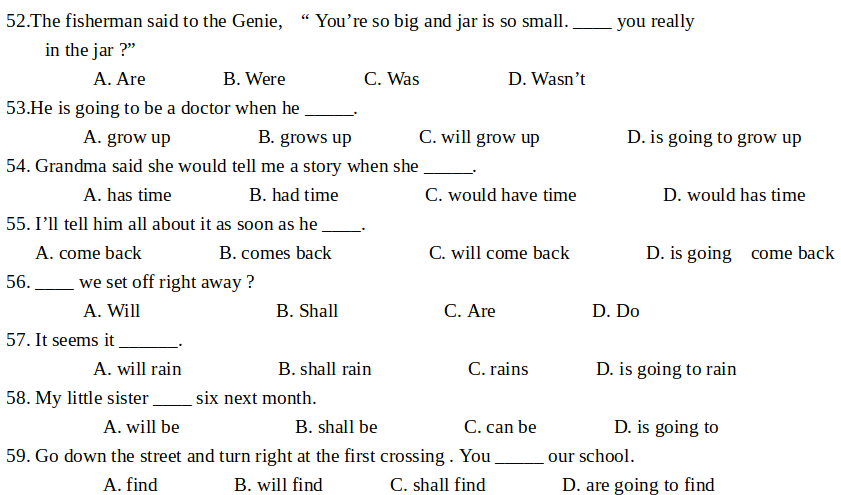 52.The fisherman said to the Genie, “ You’re so big and jar is so small. ____ you really
in the jar ?”
A. Are B. Were C. Was D. Wasn’t
53.He is going to be a doctor when he _____.
A. grow up B. grows up C. will grow up D. is going to grow up
54. Grandma said she would tell me a story when she _____.
A. has time B. had time C. would have time D. would has time
55. I’ll tell him all about it as soon as he ____.
A. come back B. comes back C. will come back D. is going come back
56. ____ we set off right away ?
A. Will B. Shall C. Are D. Do
57. It seems it ______.
A. will rain B. shall rain C. rains D. is going to rain
58. My little sister ____ six next month.
A. will be B. shall be C. can be D. is going to
59. Go down the street and turn right at the first crossing . You _____ our school.
A. find B. will find C. shall find D. are going to find